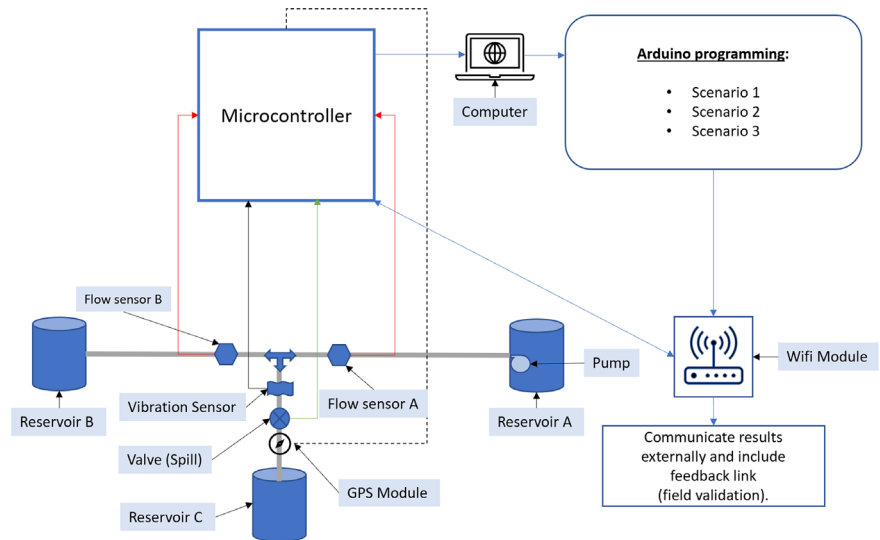 Microcontroller
Computer
Arduino programming:
• Scenario 1
• Scenario 2
• Scenario 3
Flow sensor B
Reservoir B
Vibration Sensor
Valve (Spill)
Reservoir C
Flow sensor A
GPS Module
Pump
Reservoir A
Wifi Module
Communicate results
externally and include
feedback link
(field validation).